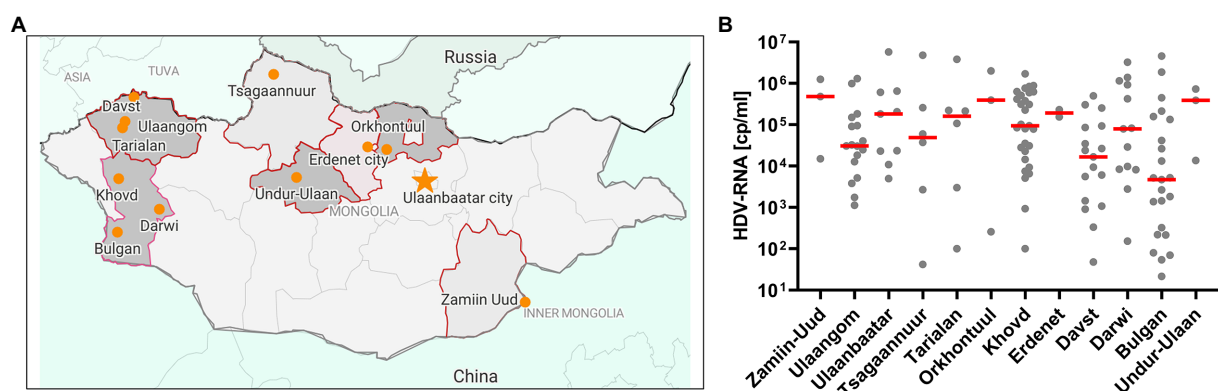 A
Russia
ASIA
TUVA
Tsagaannuur
Davst
Ulaangom
Tarialan
Orkhontuul
Erdenet city
Khovd
Undur-Ulaan
Ulaanbaatar city
MONGOLIA
Darwi
Bulgan
Zamiin Uud
INNER MONGOLIA
China
B
HDV-RNA [cp/ml]
10⁷
10⁶
10⁵
10⁴
10³
10²
10¹
Zamiin-Uud
Ulaangom
Ulaanbaatar
Tsagaannuur
Tarialan
Orkhontuul
Khovd
Erdenet
Davst
Darwi
Bulgan
Undur-Ulaan